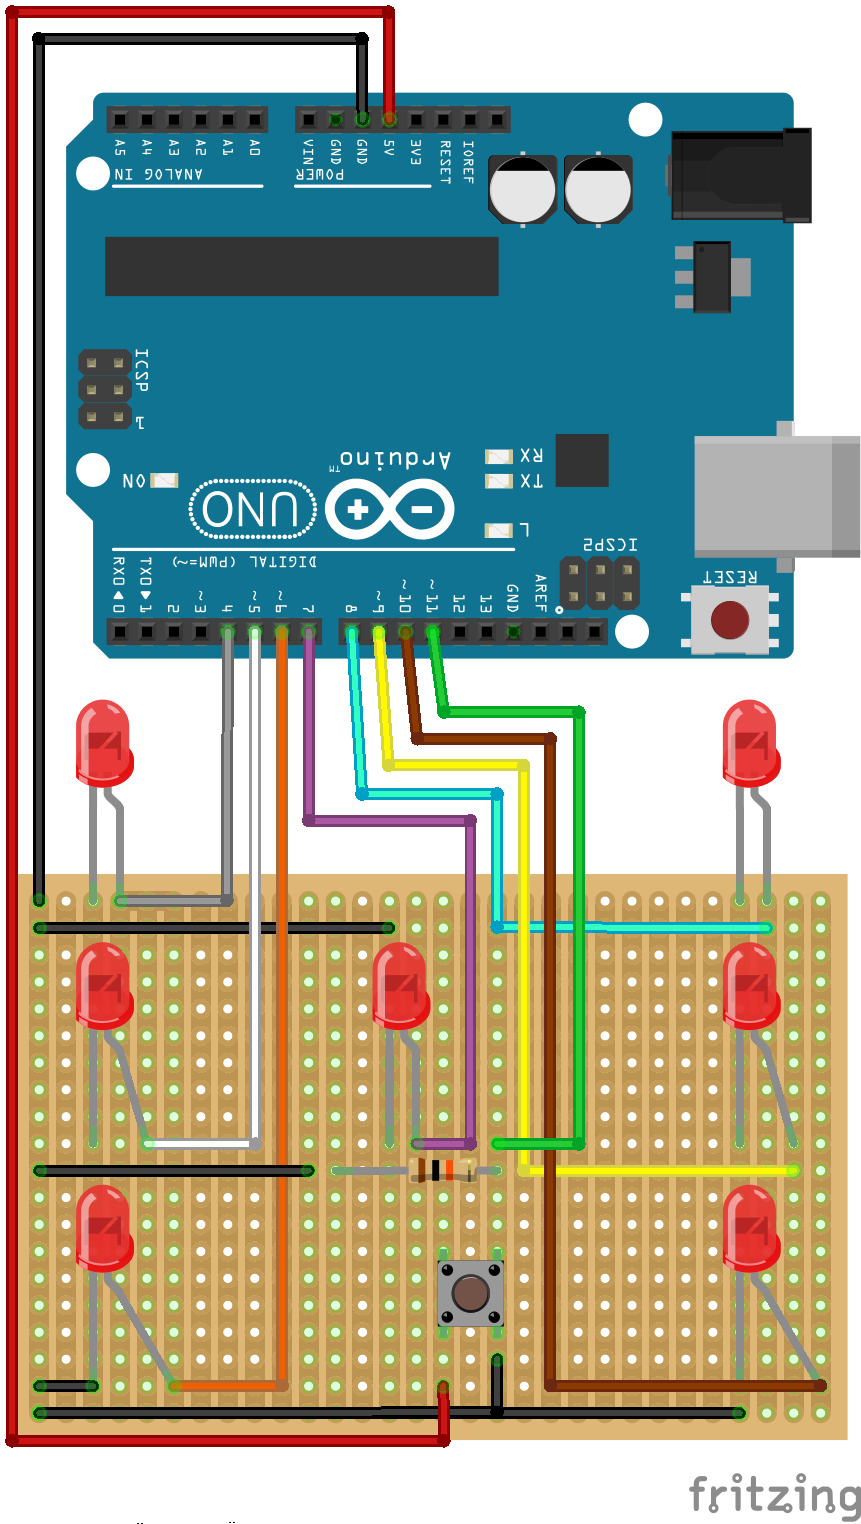 A5 A4 A3 A2 A1 A0
VIN GND GND 5V 3V3 RESET IOREF
ANALOG IN
POWER
ICSP
1
Arduino
TM
ON
UNO
RX
TX
L
ICSP2
DIGITAL (PWM=~)
RESET
RX0 ◀ 0
TX0 ▶ 1
2
~3
4
~5
~6
7
8
~9
~10
~11
12
13
GND
AREF
fritzing